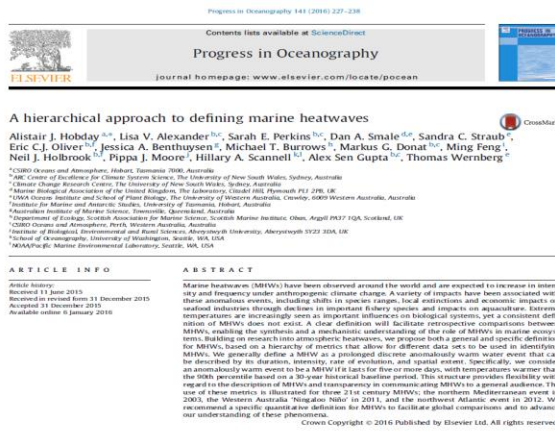 Progress in Oceanography 141 (2016) 227–238
Contents lists available at ScienceDirect
Progress in Oceanography
journal homepage: www.elsevier.com/locate/pocean
ELSEVIER
A hierarchical approach to defining marine heatwaves
CrossMark
Alistair J. Hobday a,*, Lisa V. Alexander b,c, Sarah E. Perkins b,c, Dan A. Smale d,e, Sandra C. Straub e,
Eric C.J. Oliver b,f, Jessica A. Benthuysen g, Michael T. Burrows h, Markus G. Donat b,c, Ming Feng i,
Neil J. Holbrook b,f, Pippa J. Moore j, Hillary A. Scannell k,l, Alex Sen Gupta b,c, Thomas Wernberg e
a CSIRO Oceans and Atmosphere, Hobart, Tasmania 7000, Australia
b ARC Centre of Excellence for Climate System Science, The University of New South Wales, Sydney, Australia
c Climate Change Research Centre, The University of New South Wales, Sydney, Australia
d Marine Biological Association of the United Kingdom, The Laboratory, Citadel Hill, Plymouth PL1 2PB, UK
e UWA Oceans Institute and School of Plant Biology, The University of Western Australia, Crawley, 6009 Western Australia, Australia
f Institute for Marine and Antarctic Studies, University of Tasmania, Hobart, Australia
g Australian Institute of Marine Science, Townsville, Queensland, Australia
h Department of Ecology, Scottish Association for Marine Science, Scottish Marine Institute, Oban, Argyll PA37 1QA, Scotland, UK
i CSIRO Oceans and Atmosphere, Perth, Western Australia, Australia
j Institute of Biological, Environmental and Rural Sciences, Aberystwyth University, Aberystwyth SY23 3DA, UK
k School of Oceanography, University of Washington, Seattle, WA, USA
l NOAA/Pacific Marine Environmental Laboratory, Seattle, WA, USA
ARTICLE INFO
Article history:
Received 11 June 2015
Received in revised form 31 December 2015
Accepted 31 December 2015
Available online 6 January 2016
ABSTRACT
Marine heatwaves (MHWs) have been observed around the world and are expected to increase in inten
sity and frequency under anthropogenic climate change. A variety of impacts have been associated wit
these anomalous events, including shifts in species ranges, local extinctions and economic impacts o
seafood industries through declines in important fishery species and impacts on aquaculture. Extrem
temperatures are increasingly seen as important influences on biological systems, yet a consistent defi
nition of MHWs does not exist. A clear definition will facilitate retrospective comparisons betwee
MHWs, enabling the synthesis and a mechanistic understanding of the role of MHWs in marine ecosys
tems. Building on research into atmospheric heatwaves, we propose both a general and specific definitio
for MHWs, based on a hierarchy of metrics that allow for different data sets to be used in identifyin
MHWs. We generally define a MHW as a prolonged discrete anomalously warm water event that ca
be described by its duration, intensity, rate of evolution, and spatial extent. Specifically, we conside
an anomalously warm event to be a MHW if it lasts for five or more days, with temperatures warmer tha
the 90th percentile based on a 30-year historical baseline period. This structure provides flexibility wit
regard to the description of MHWs and transparency in communicating MHWs to a general audience. Th
use of these metrics is illustrated for three 21st century MHWs; the northern Mediterranean event i
2003, the Western Australia 'Ningaloo Niño' in 2011, and the northwest Atlantic event in 2012. W
recommend a specific quantitative definition for MHWs to facilitate global comparisons and to advanc
our understanding of these phenomena.
Crown Copyright © 2016 Published by Elsevier Ltd. All rights reserve